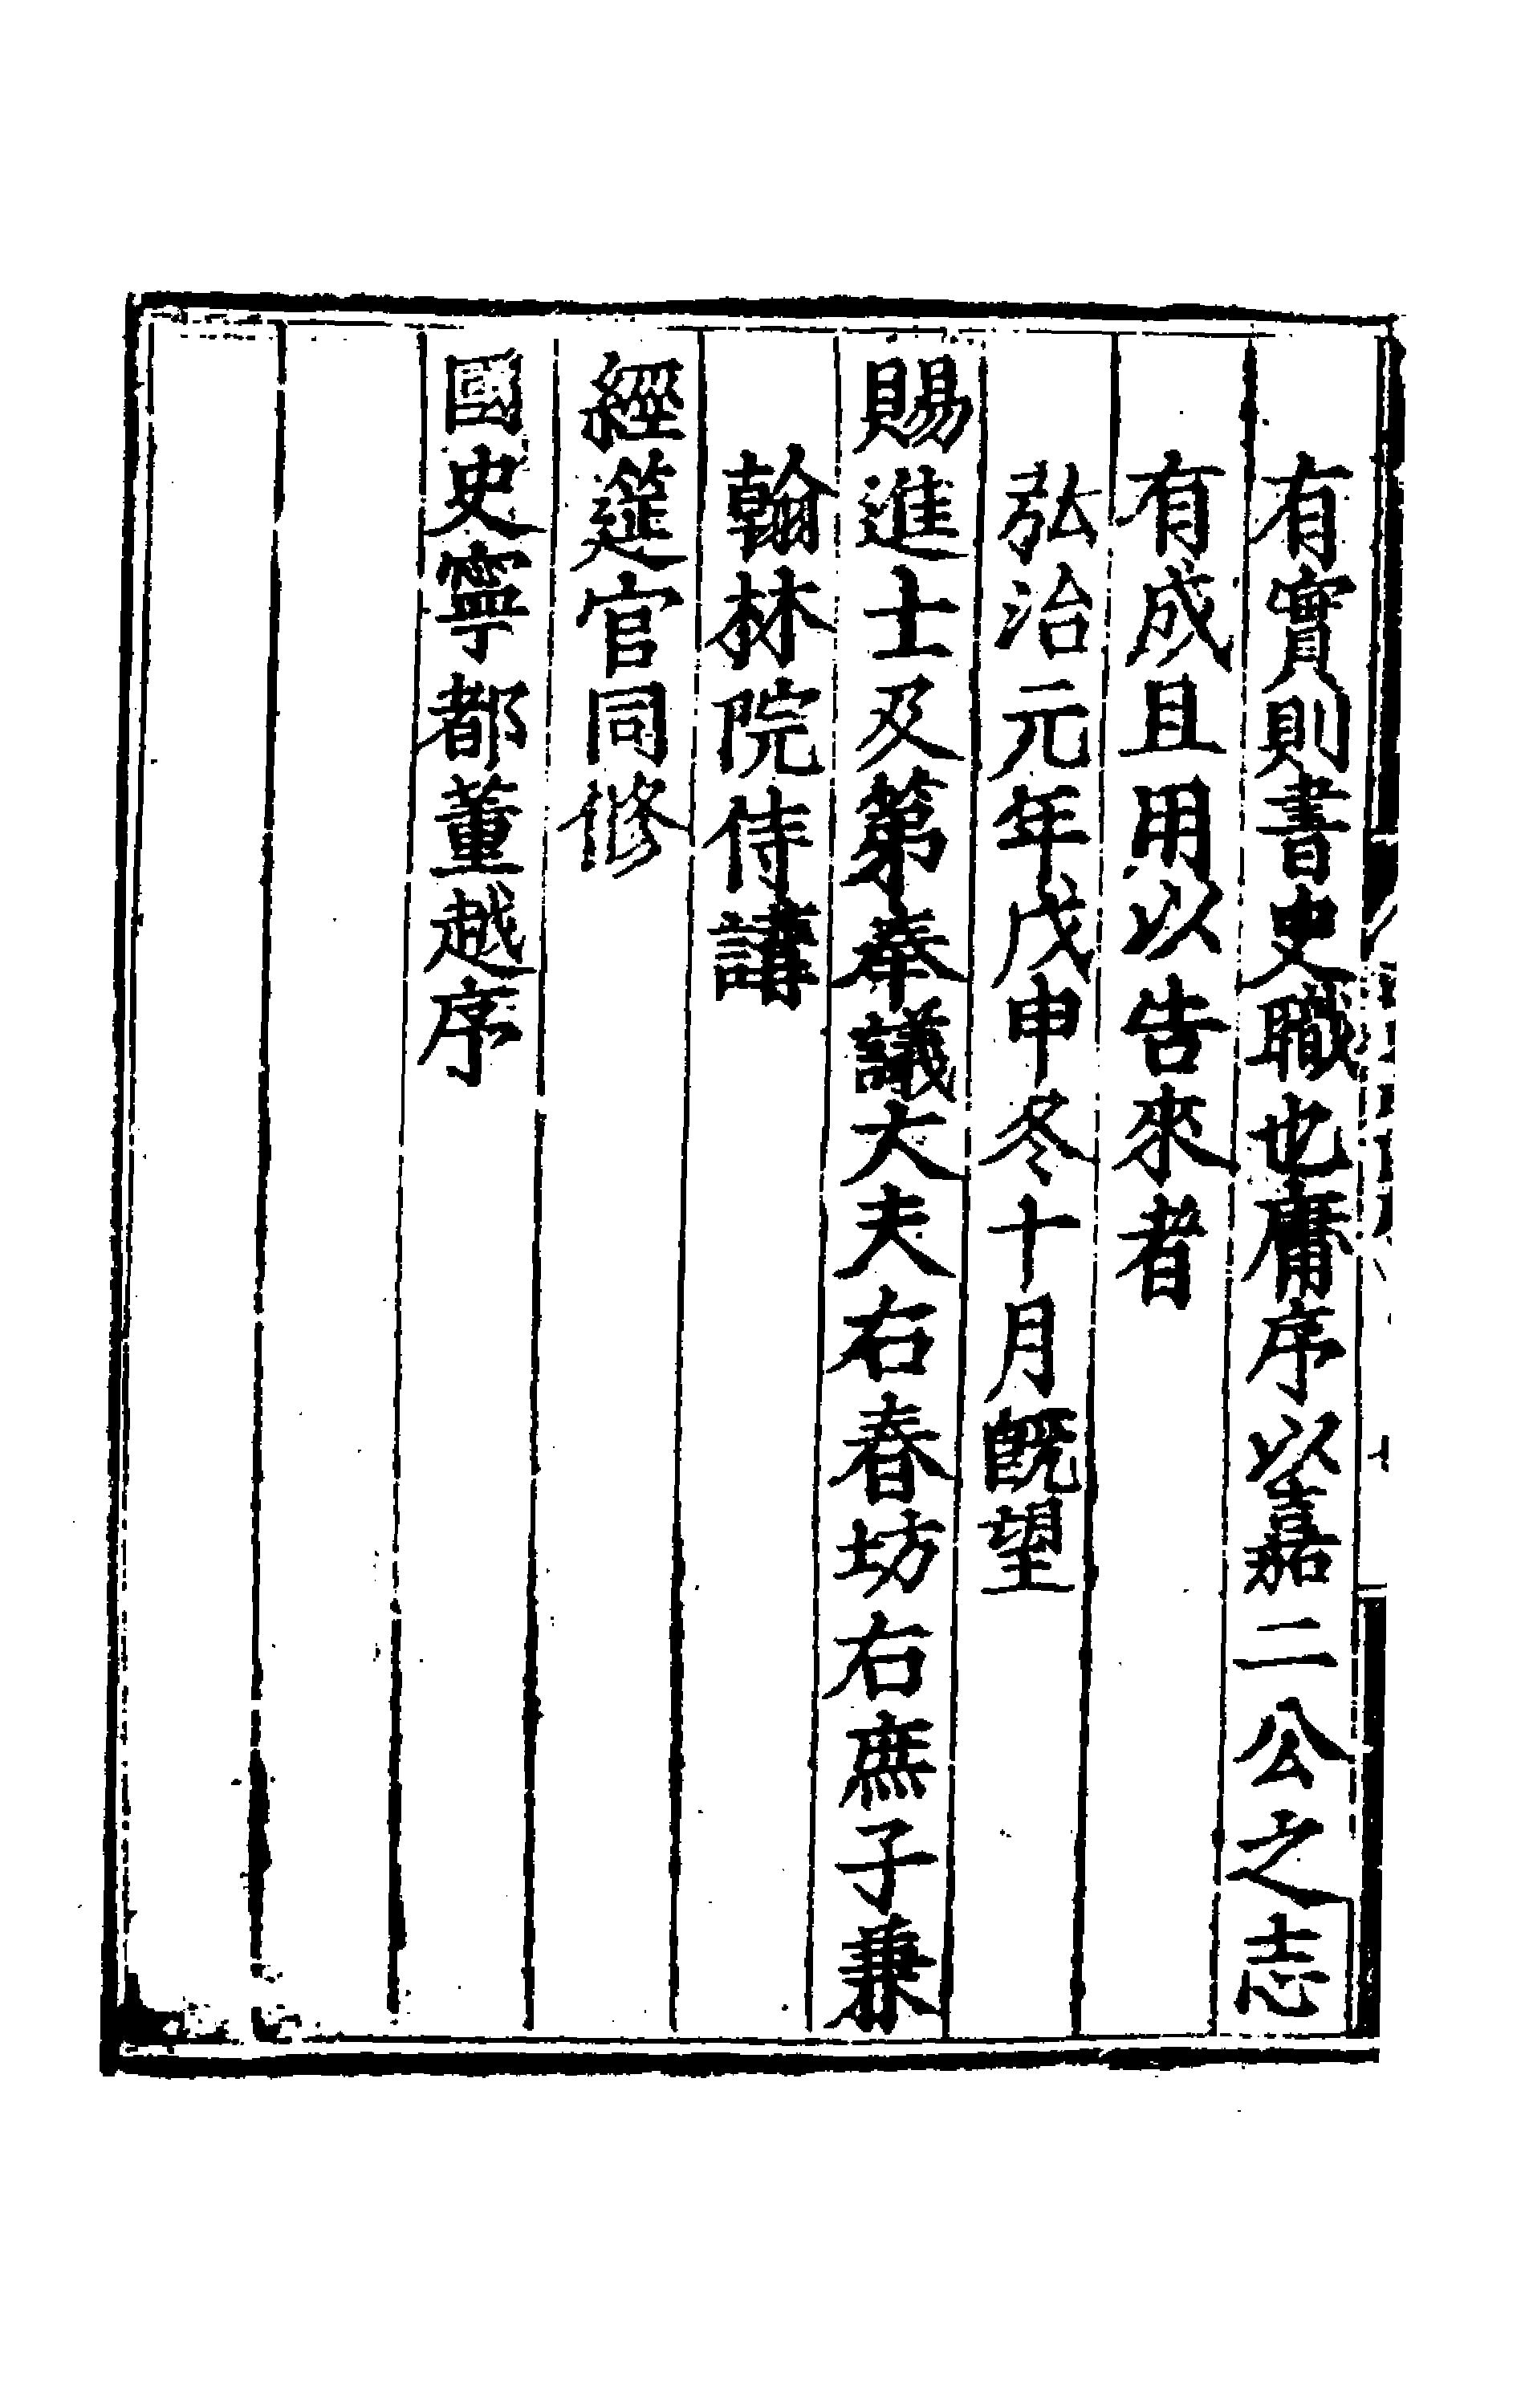 有實則書史職也庸序以嘉二公之志
有成且用以告來者
弘治元年戊申冬十月既望
賜進士及第奉議大夫右春坊右庶子兼
翰林院侍講
經筵官同修
國史寧都董越序